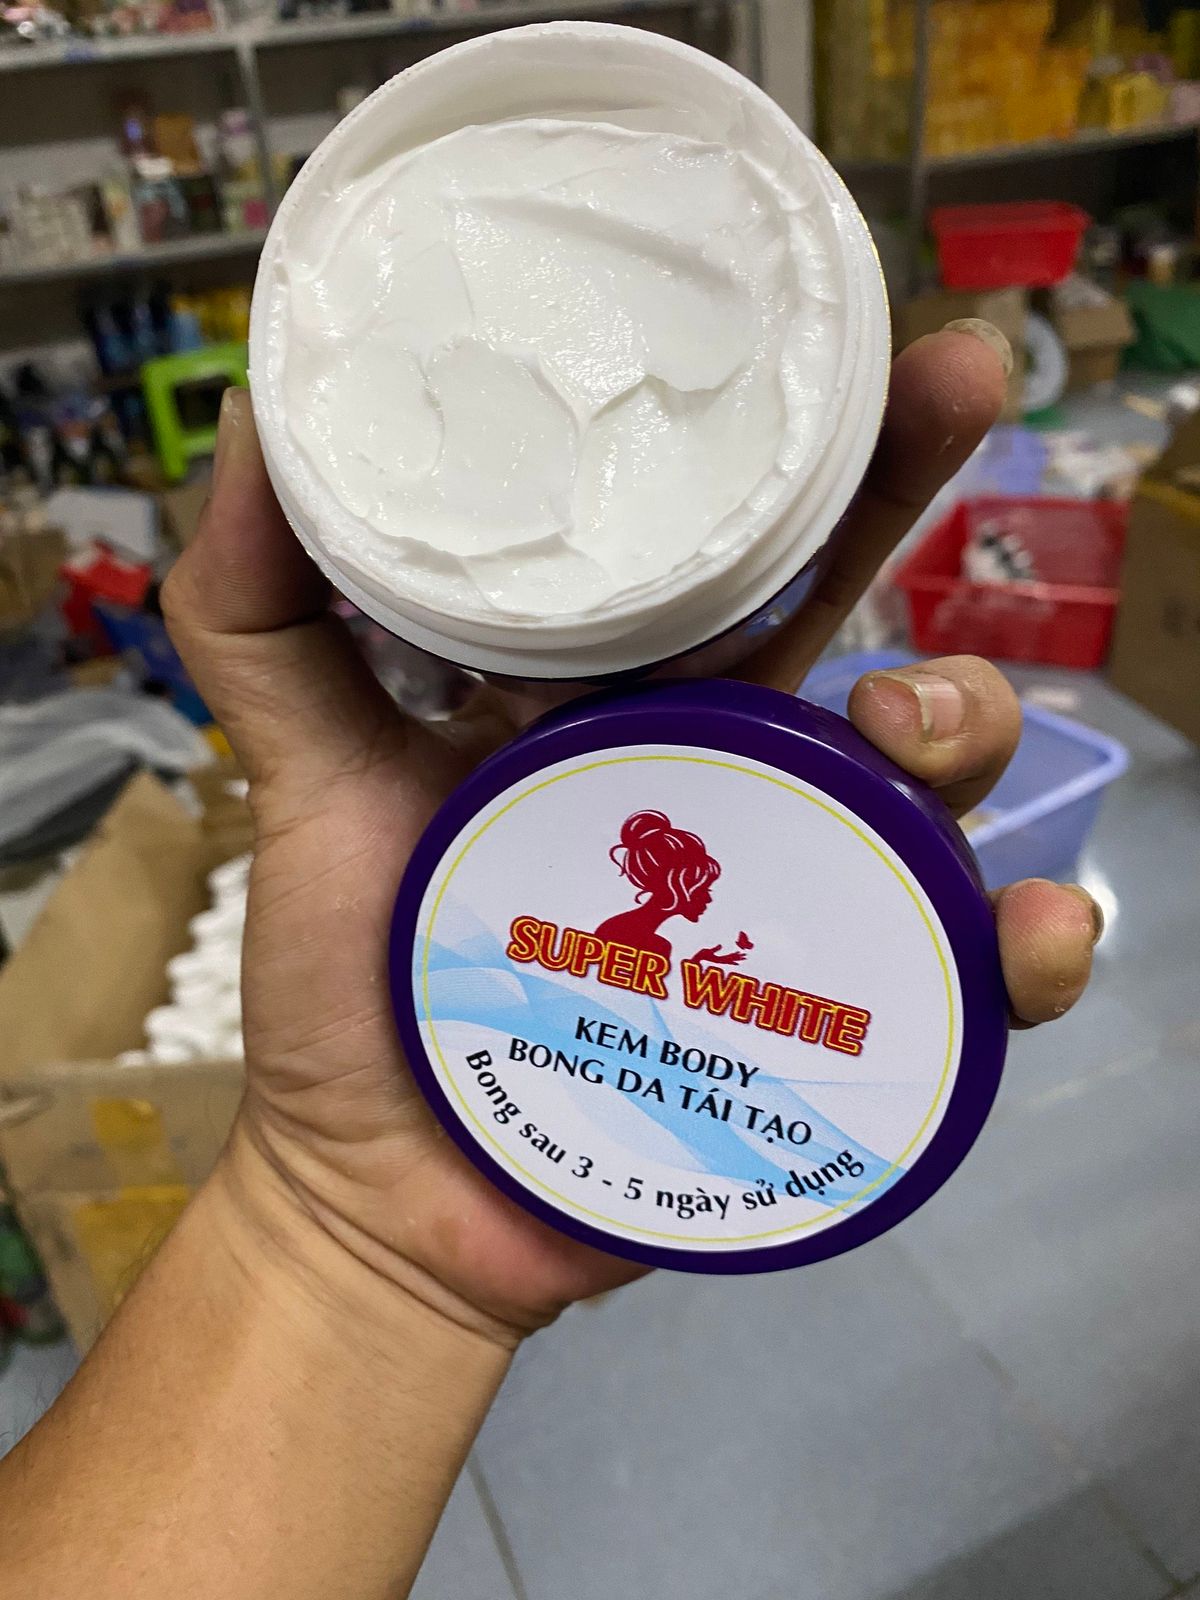 SUPER WHITE
KEM BODY
BONG DA TÁI TẠO
Bong sau 3 - 5 ngày sử dụng